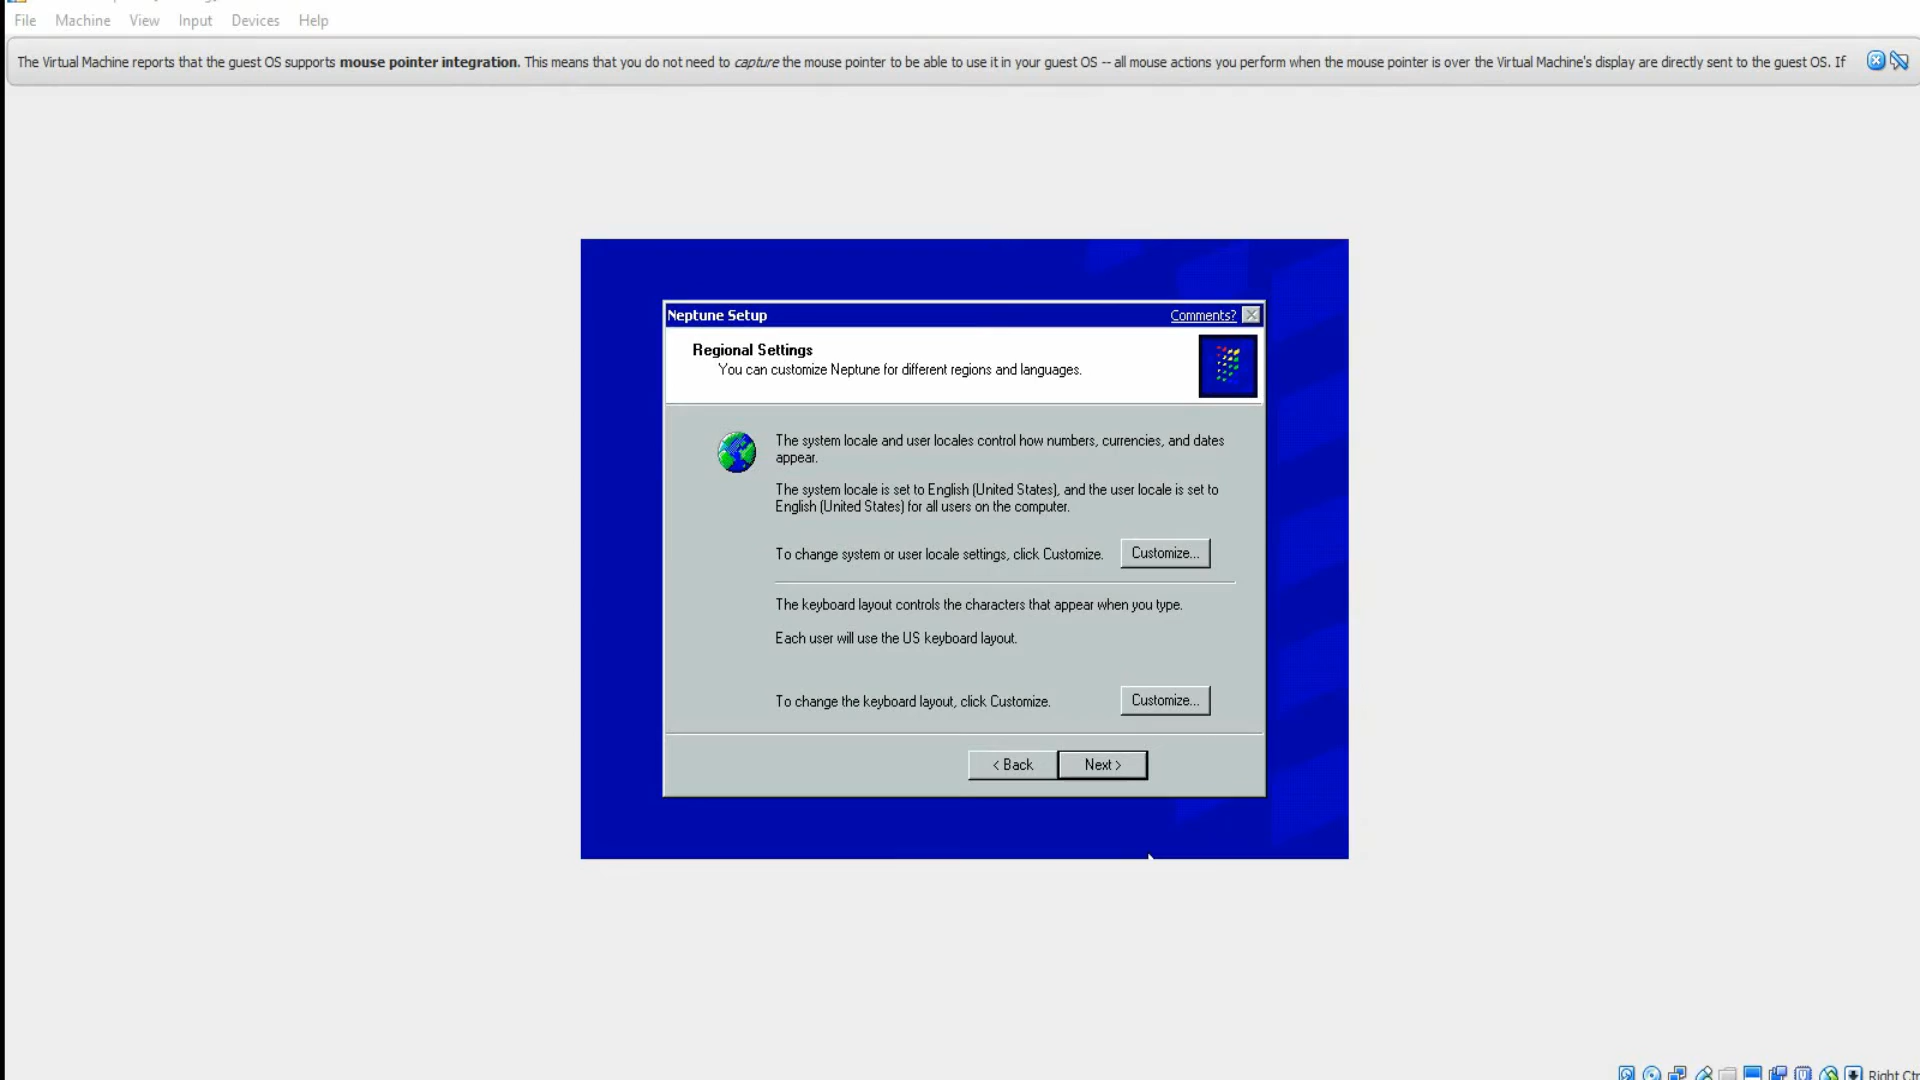 File Machine View Input Devices Help
The Virtual Machine reports that the guest OS supports mouse pointer integration. This means that you do not need to capture the mouse pointer to be able to use it in your guest OS -- all mouse actions you perform when the mouse pointer is over the Virtual Machine's display are directly sent to the guest OS. If
Neptune Setup Comments?
Regional Settings
You can customize Neptune for different regions and languages.
The system locale and user locales control how numbers, currencies, and dates
appear.
The system locale is set to English (United States), and the user locale is set to
English (United States) for all users on the computer.
To change system or user locale settings, click Customize. Customize...
The keyboard layout controls the characters that appear when you type.
Each user will use the US keyboard layout.
To change the keyboard layout, click Customize. Customize...
< Back Next >
Right Ctr